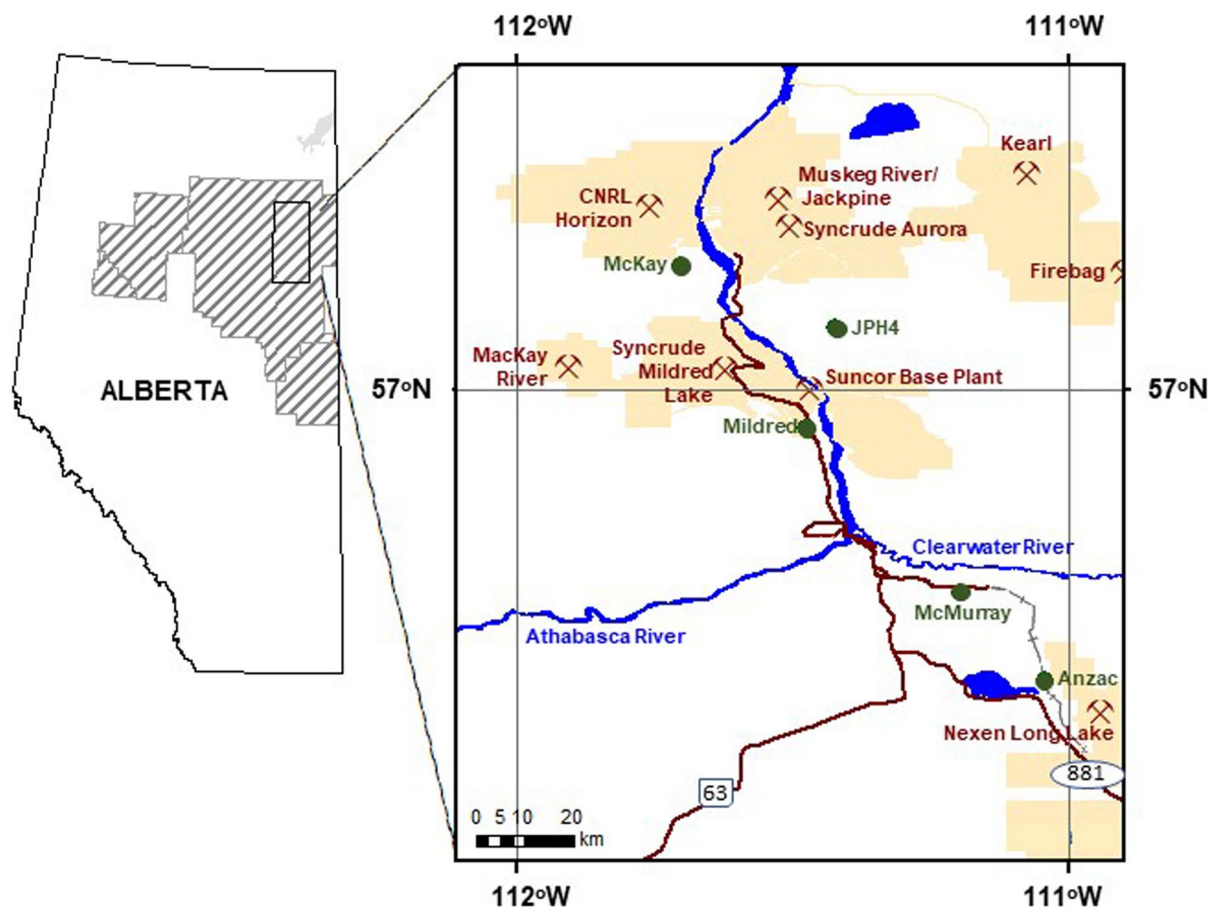 112°W
111°W
Kearl
Muskeg River/
Jackpine
CNRL
Horizon
Syncrude Aurora
McKay
Firebag
JPH4
MacKay
River
Syncrude
Mildred
Lake
Suncor Base Plant
57°N
57°N
ALBERTA
Mildred
Clearwater River
McMurray
Athabasca River
Anzac
Nexen Long Lake
881
63
0 5 10 20
km
112°W
111°W